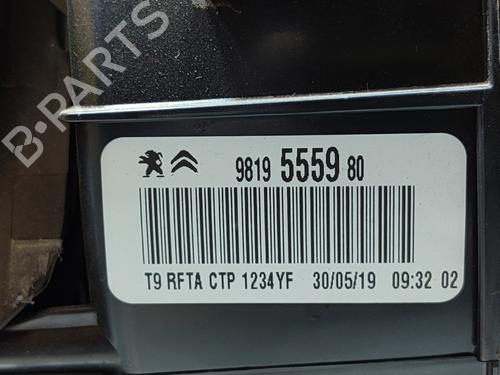 B-PARTS
9819 5559 80
T9 RFTA CTP 1234YF 30/05/19 09:32 02